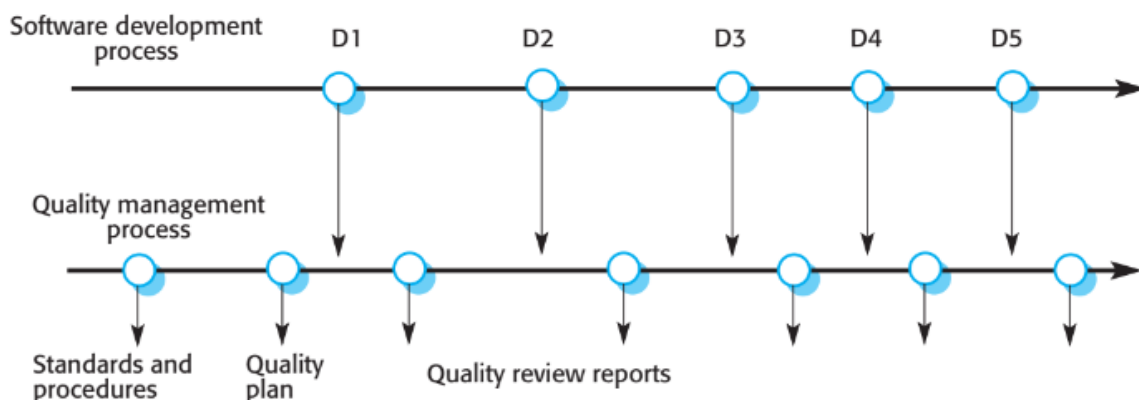 Software development
process
D1
D2
D3
D4
D5
Quality management
process
Standards and
procedures
Quality
plan
Quality review reports